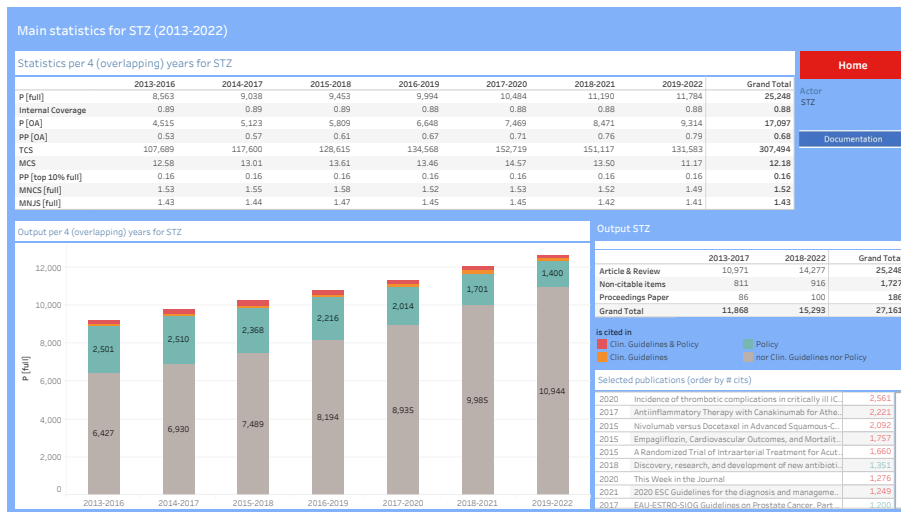 Main statistics for STZ (2013-2022)
Statistics per 4 (overlapping) years for STZ
2013-2016 2014-2017 2015-2018 2016-2019 2017-2020 2018-2021 2019-2022 Grand Total
P [full] 8,563 9,038 9,453 9,994 10,484 11,190 11,784 25,248
Internal Coverage 0.89 0.89 0.89 0.88 0.88 0.88 0.88 0.88
P [OA] 4,515 5,123 5,809 6,648 7,469 8,471 9,314 17,097
PP [OA] 0.53 0.57 0.61 0.67 0.71 0.76 0.79 0.68
TCS 107,689 117,600 128,615 134,568 152,719 151,117 131,583 307,494
MCS 12.58 13.01 13.61 13.46 14.57 13.50 11.17 12.18
PP [top 10% full] 0.16 0.16 0.16 0.16 0.16 0.16 0.16 0.16
MNCS [full] 1.53 1.55 1.58 1.52 1.53 1.52 1.49 1.52
MNJS [full] 1.43 1.44 1.47 1.45 1.45 1.42 1.41 1.43
Home
Actor
STZ
Documentation
Output per 4 (overlapping) years for STZ
P [full]
12,000
10,000
8,000
6,000
4,000
2,000
0
2,501 2,510 2,368 2,216 2,014 1,701 1,400
6,427 6,930 7,489 8,194 8,935 9,985 10,944
2013-2016 2014-2017 2015-2018 2016-2019 2017-2020 2018-2021 2019-2022
Output STZ
2013-2017 2018-2022 Grand Total
Article & Review 10,971 14,277 25,248
Non-citable items 811 916 1,727
Proceedings Paper 86 100 186
Grand Total 11,868 15,293 27,161
is cited in
Clin. Guidelines & Policy Policy
Clin. Guidelines nor Clin. Guidelines nor Policy
Selected publications (order by # cits)
2020 Incidence of thrombotic complications in critically ill IC.. 2,561
2017 Antiinflammatory Therapy with Canakinumab for Athe.. 2,221
2015 Nivolumab versus Docetaxel in Advanced Squamous-C.. 2,092
2015 Empagliflozin, Cardiovascular Outcomes, and Mortalit.. 1,757
2015 A Randomized Trial of Intraarterial Treatment for Acut.. 1,660
2018 Discovery, research, and development of new antibioti.. 1,351
2020 This Week in the Journal 1,276
2021 2020 ESC Guidelines for the diagnosis and manageme.. 1,249
2017 EAU-ESTRO-SIOG Guidelines on Prostate Cancer. Part .. 1,200